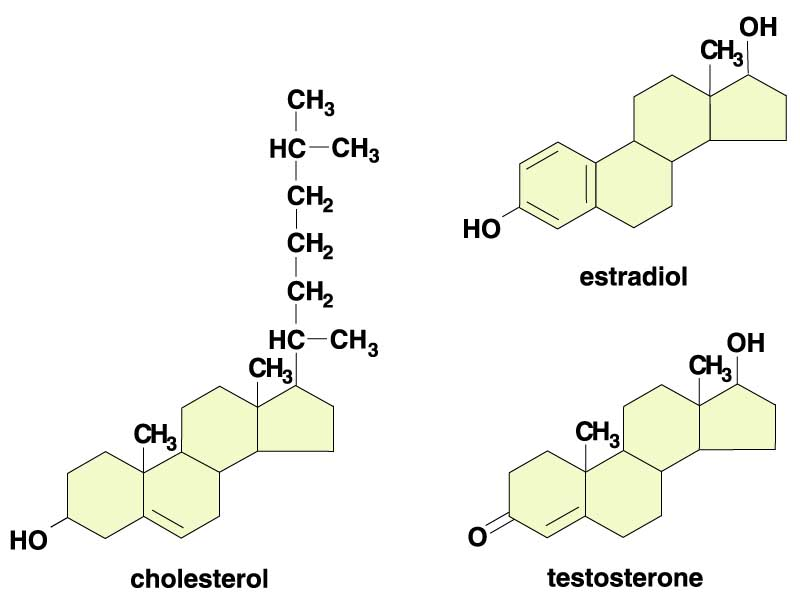 CH3
HC–CH3
CH2
CH2
CH2
HC–CH3
CH3
CH3
HO
cholesterol
OH
CH3
HO
estradiol
OH
CH3
CH3
O
testosterone